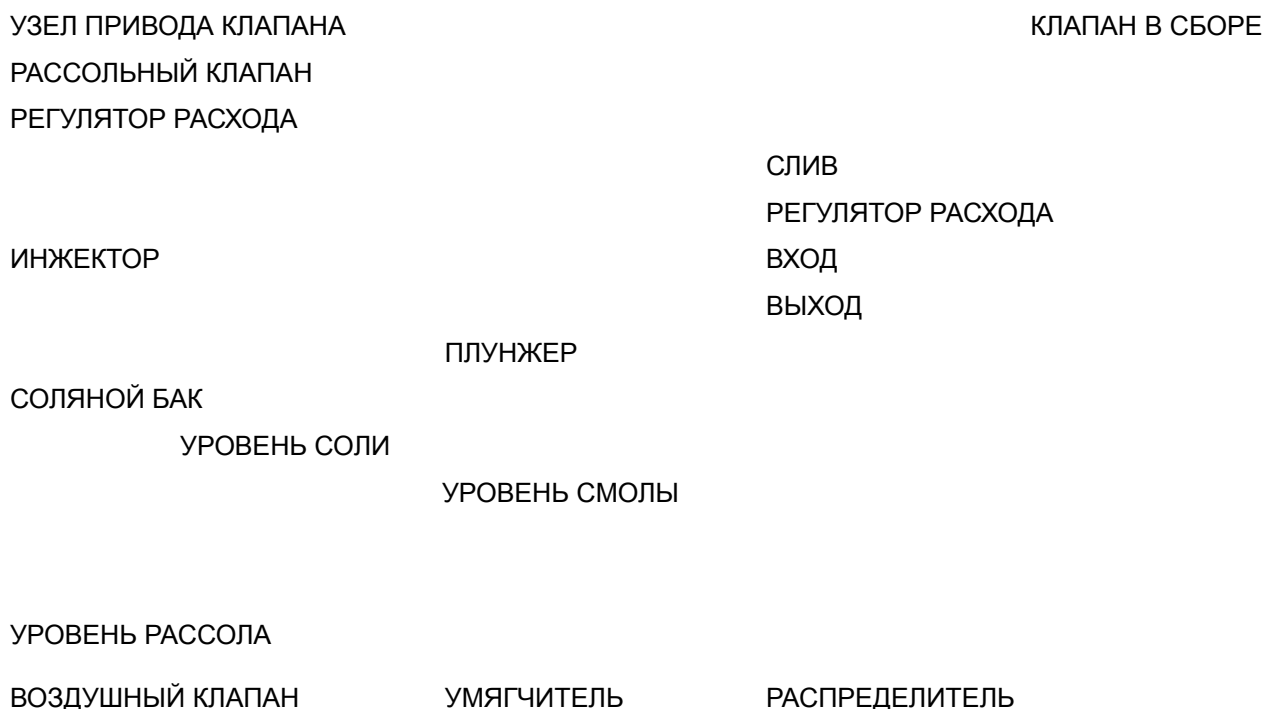 УЗЕЛ ПРИВОДА КЛАПАНА КЛАПАН В СБОРЕ
РАССОЛЬНЫЙ КЛАПАН
РЕГУЛЯТОР РАСХОДА
СЛИВ
РЕГУЛЯТОР РАСХОДА
ИНЖЕКТОР ВХОД
ВЫХОД
ПЛУНЖЕР
СОЛЯНОЙ БАК
УРОВЕНЬ СОЛИ
УРОВЕНЬ СМОЛЫ
УРОВЕНЬ РАССОЛА
ВОЗДУШНЫЙ КЛАПАН УМЯГЧИТЕЛЬ РАСПРЕДЕЛИТЕЛЬ